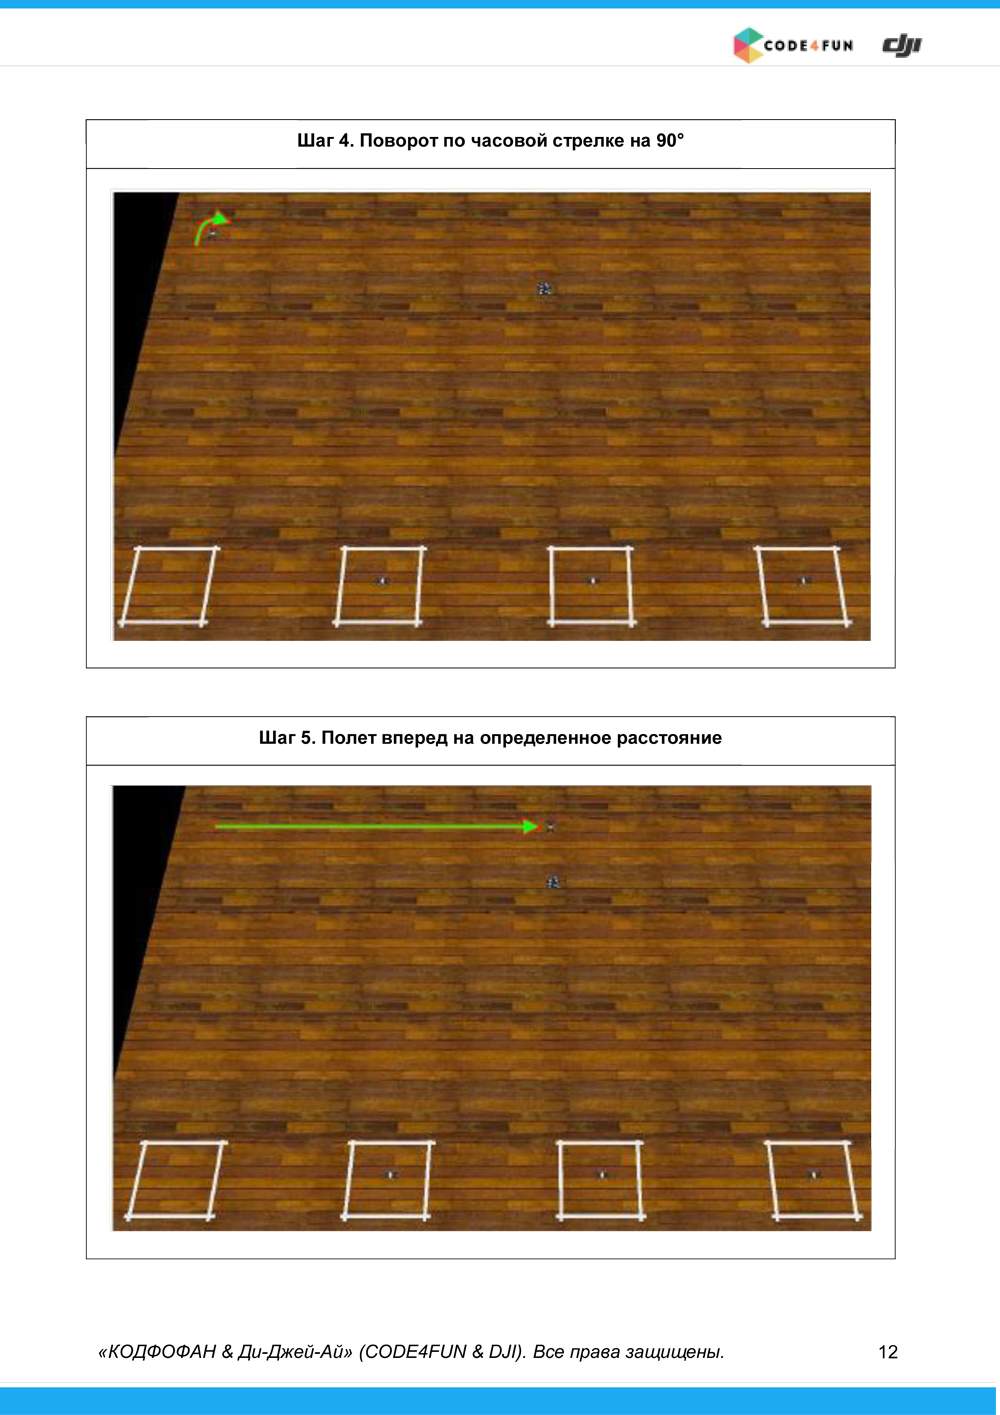 CODE4FUN dji
Шаг 4. Поворот по часовой стрелке на 90°
Шаг 5. Полет вперед на определенное расстояние
«КОДФОФАН & Ди-Джей-Ай» (CODE4FUN & DJI). Все права защищены. 12